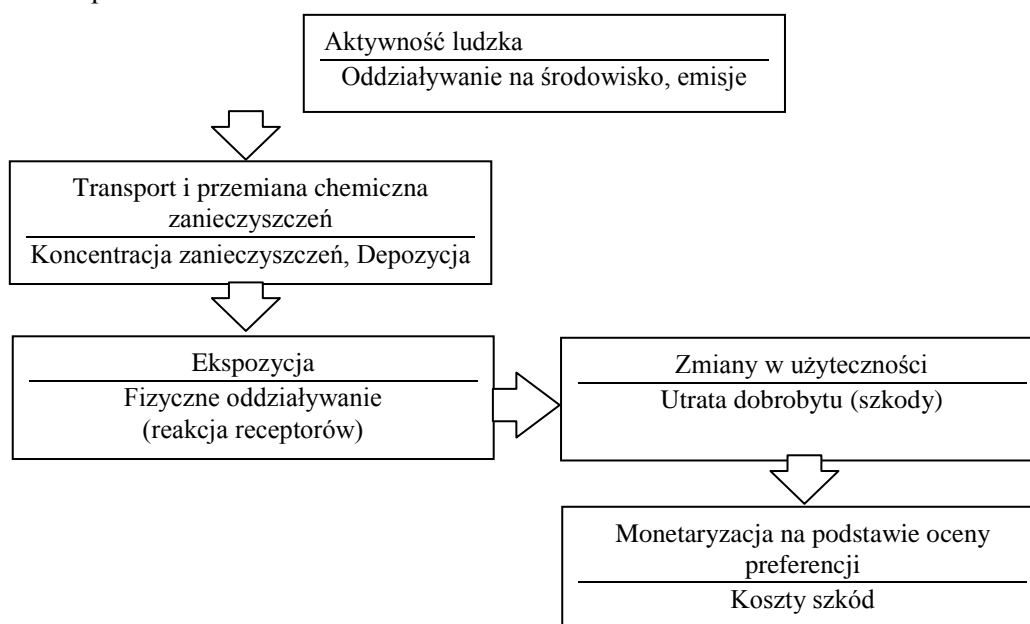 Aktywność ludzka
Oddziaływanie na środowisko, emisje
Transport i przemiana chemiczna
zanieczyszczeń
Koncentracja zanieczyszczeń, Depozycja
Ekspozycja
Fizyczne oddziaływanie
(reakcja receptorów)
Zmiany w użyteczności
Utrata dobrobytu (szkody)
Monetaryzacja na podstawie oceny
preferencji
Koszty szkód